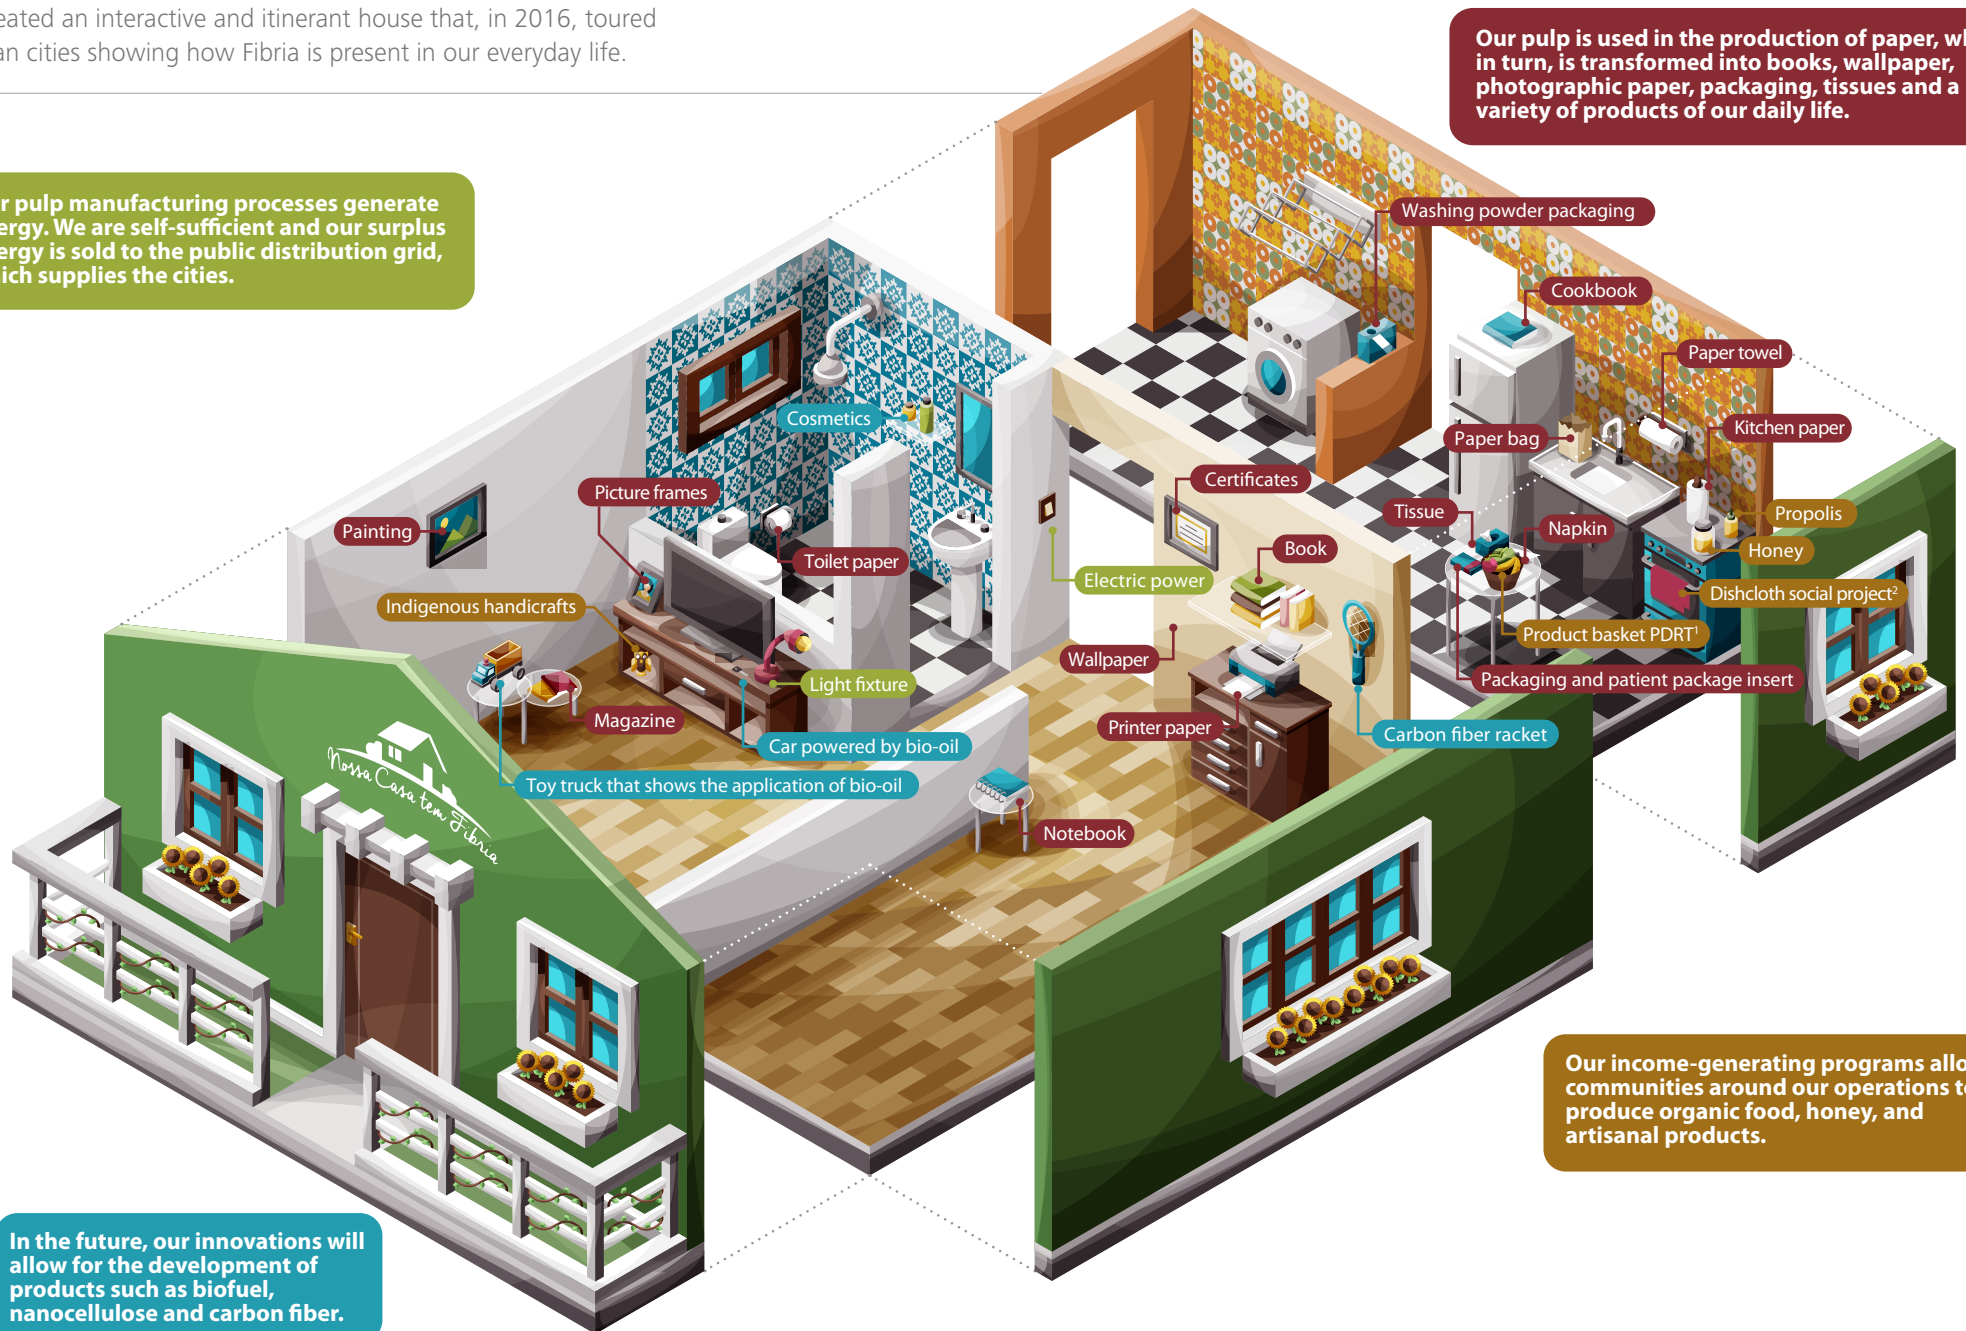 eated an interactive and itinerant house that, in 2016, toured
an cities showing how Fibria is present in our everyday life.
Our pulp is used in the production of paper, wh
in turn, is transformed into books, wallpaper,
photographic paper, packaging, tissues and a
variety of products of our daily life.
r pulp manufacturing processes generate
ergy. We are self-sufficient and our surplus
ergy is sold to the public distribution grid,
ich supplies the cities.
Washing powder packaging
Cookbook
Paper towel
Cosmetics
Kitchen paper
Paper bag
Certificates
Picture frames
Tissue
Propolis
Painting
Napkin
Book
Honey
Toilet paper
Electric power
Dishcloth social project²
Indigenous handicrafts
Product basket PDRT¹
Wallpaper
Light fixture
Packaging and patient package insert
Magazine
Printer paper
Carbon fiber racket
Car powered by bio-oil
Toy truck that shows the application of bio-oil
Nossa Casa tem Fibria
Notebook
Our income-generating programs allo
communities around our operations to
produce organic food, honey, and
artisanal products.
In the future, our innovations will
allow for the development of
products such as biofuel,
nanocellulose and carbon fiber.